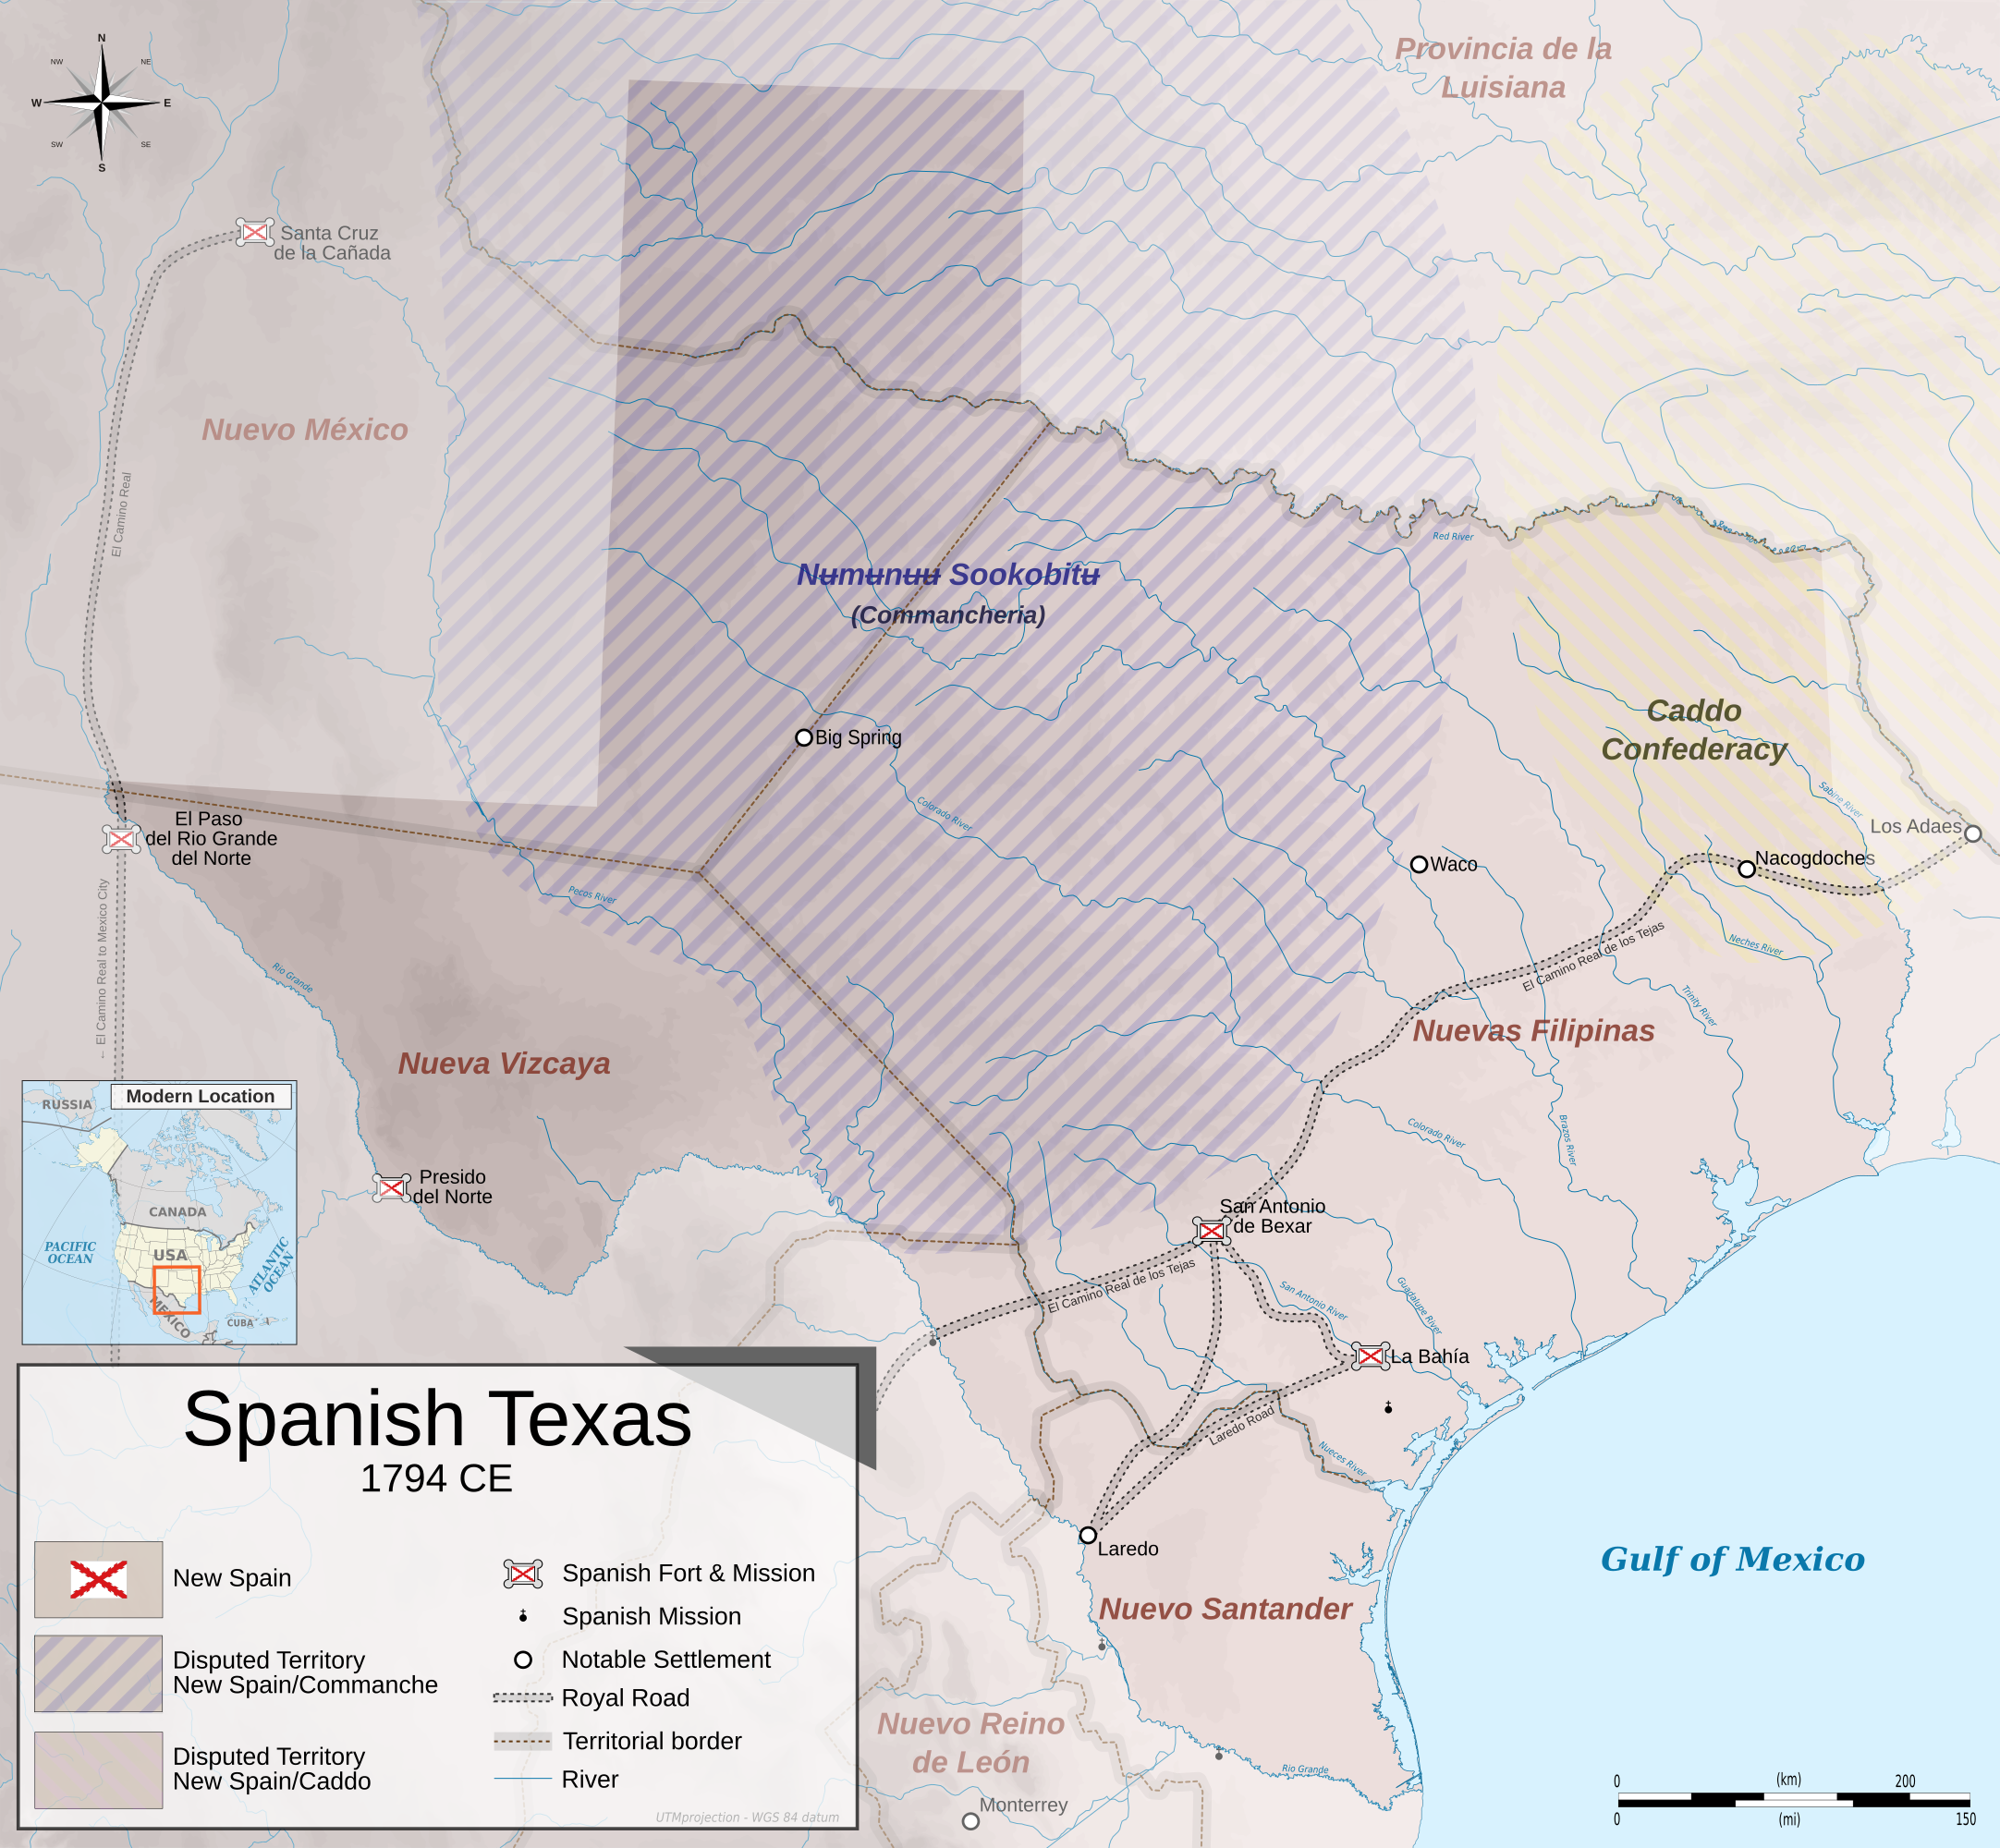 N
NW
NE
W
E
SW
SE
S
Provincia de la
Luisiana
Santa Cruz
de la Cañada
Nuevo México
El Camino Real
Red River
Nʉmʉnʉʉ Sookobitʉ
(Commancheria)
Caddo
Confederacy
Big Spring
Colorado River
Sabine River
Los Adaes
El Paso
del Rio Grande
del Norte
Waco
Nacogdoches
Pecos River
El Camino Real de los Tejas
Neches River
← El Camino Real to Mexico City
Rio Grande
Trinity River
Nuevas Filipinas
Nueva Vizcaya
Colorado River
Brazos River
Presido
del Norte
San Antonio
de Bexar
El Camino Real de los Tejas
San Antonio River
Guadalupe River
La Bahía
Laredo Road
Nueces River
Laredo
Gulf of Mexico
Nuevo Santander
Nuevo Reino
de León
Rio Grande
Monterrey
Modern Location
RUSSIA
CANADA
PACIFIC
OCEAN
USA
ATLANTIC
OCEAN
MEXICO
CUBA
Spanish Texas
1794 CE
New Spain
Disputed Territory
New Spain/Commanche
Disputed Territory
New Spain/Caddo
Spanish Fort & Mission
Spanish Mission
Notable Settlement
Royal Road
Territorial border
River
UTMprojection - WGS 84 datum
0 (km) 200
0 (mi) 150